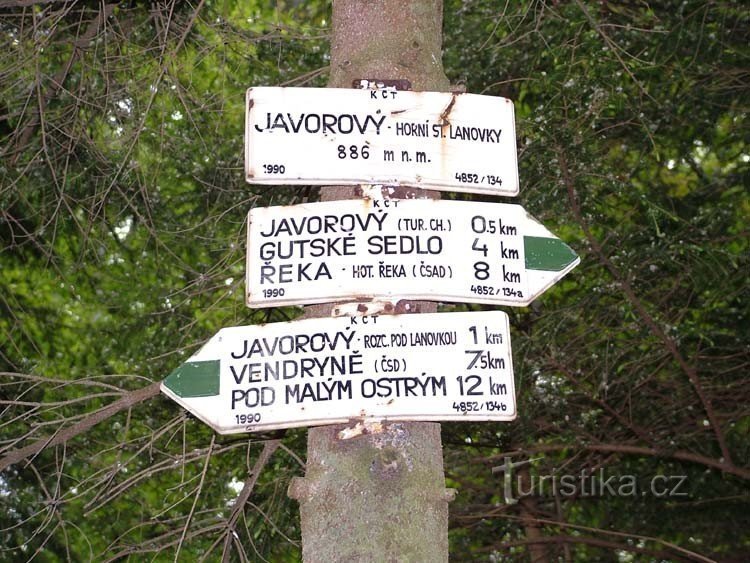 KČT
JAVOROVÝ - HORNÍ ST. LANOVKY
886 m n.m.
1990 4852/134
KČT
JAVOROVÝ (TUR. CH.) 0.5 km
GUTSKÉ SEDLO 4 km
ŘEKA - HOT. ŘEKA (ČSAD) 8 km
1990 4852/134a
KČT
JAVOROVÝ - ROZC. POD LANOVKOU 1 km
VENDRYNĚ (ČSD) 7.5 km
POD MALÝM OSTRÝM 12 km
1990 4852/134b
Turistika.cz